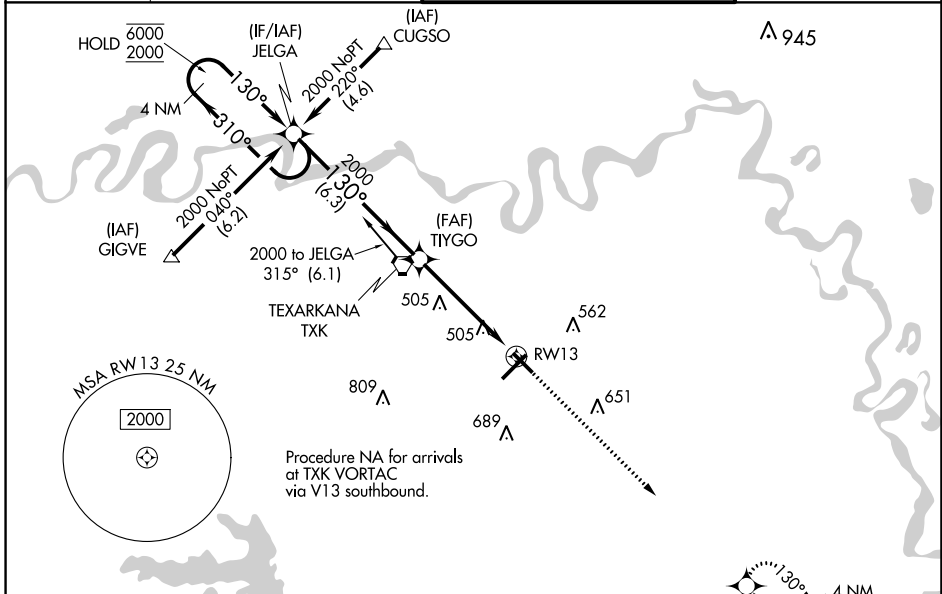 HOLD 6000
2000
(IF/IAF)
JELGA
(IAF)
CUGSO
945
4 NM
130°
310°
2000 NoPT
220°
(4.6)
2000 NoPT
040°
(6.2)
2000
130°
(6.3)
(IAF)
GIGVE
(FAF)
TIYGO
2000 to JELGA
315° (6.1)
TEXARKANA
TXK
505
505
562
RW13
809
651
689
MSA RW13 25 NM
2000
Procedure NA for arrivals
at TXK VORTAC
via V13 southbound.
130°
4 NM